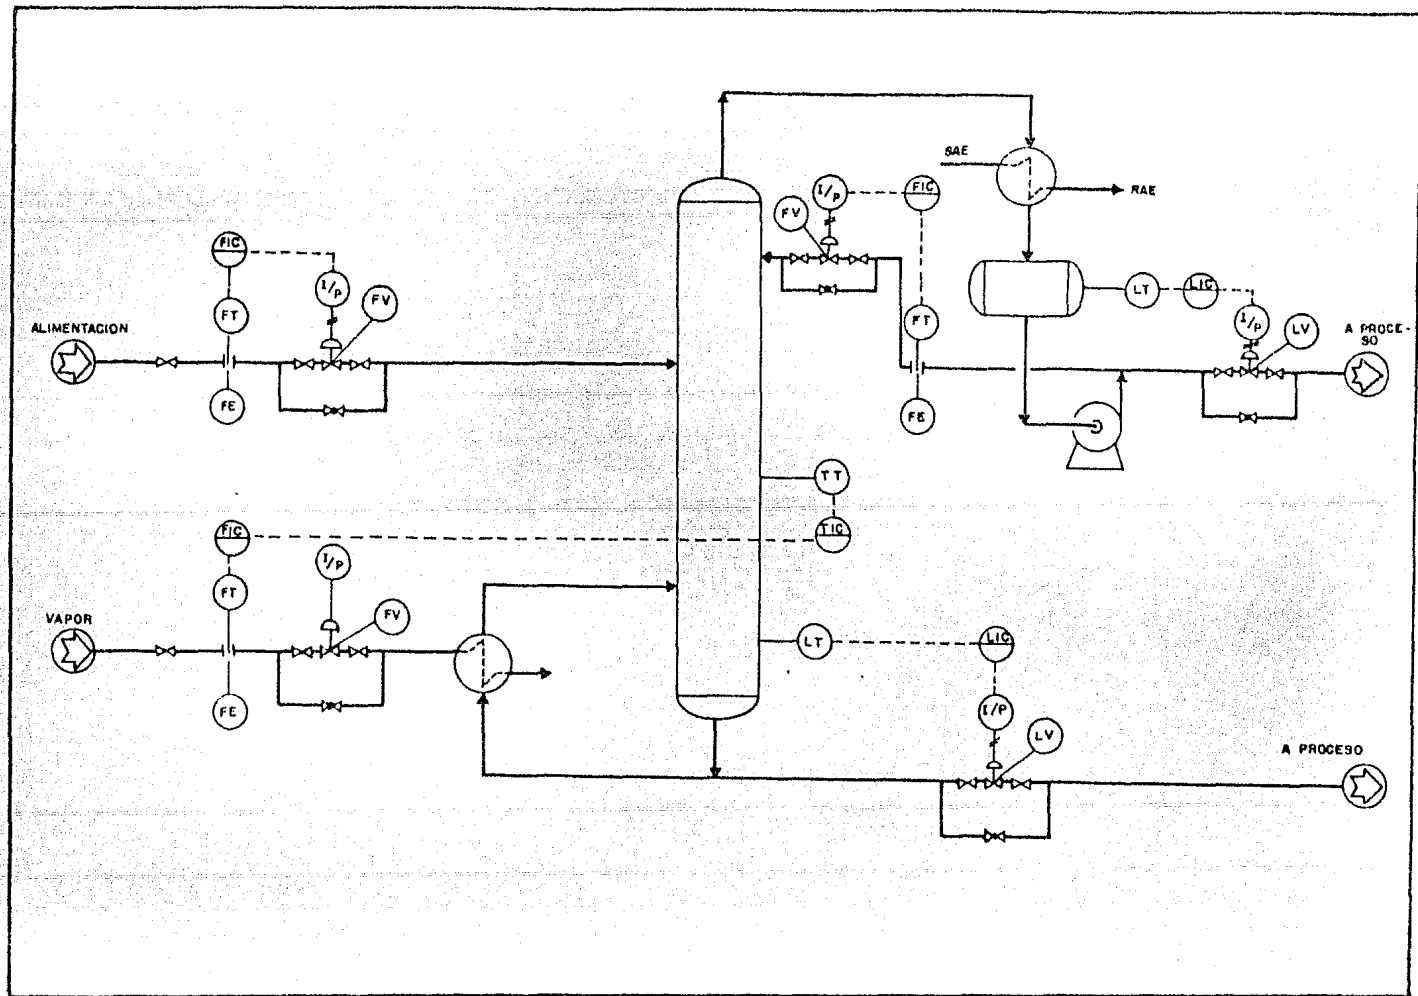 SAE
RAE
I/P
FIC
FV
FIC
I/P
FV
FT
ALIMENTACION
FE
FT
FE
LT
LIC
I/P
LV
A PROCE-
SO
TT
TIC
FIC
I/P
FT
FV
VAPOR
FE
LT
LIC
I/P
LV
A PROCESO